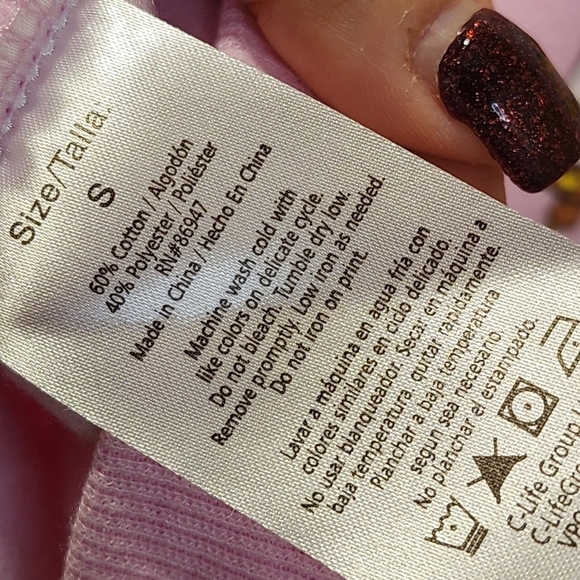 Size/Talla:
S
60% Cotton / Algodón
40% Polyester / Poliéster
RN#86947
Made in China / Hecho En China
Machine wash cold with
like colors on delicate cycle.
Do not bleach. Tumble dry low.
Remove promptly. Low iron as needed.
Do not iron on print.
Lavar a máquina en agua fría con
colores similares en ciclo delicado.
No usar blanqueador. Secar en máquina a
baja temperatura, quitar rápidamente.
Planchar a baja temperatura
segun sea necesario
No planchar el estampado.
C-Life Group
C-LifeGr